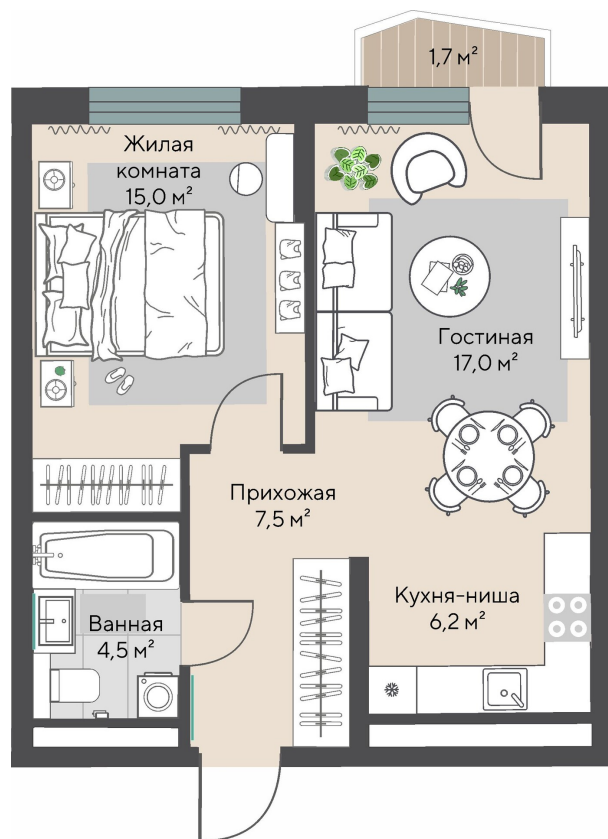 1,7 м²
Жилая
комната
15,0 м²
Гостиная
17,0 м²
Прихожая
7,5 м²
Кухня-ниша
6,2 м²
Ванная
4,5 м²